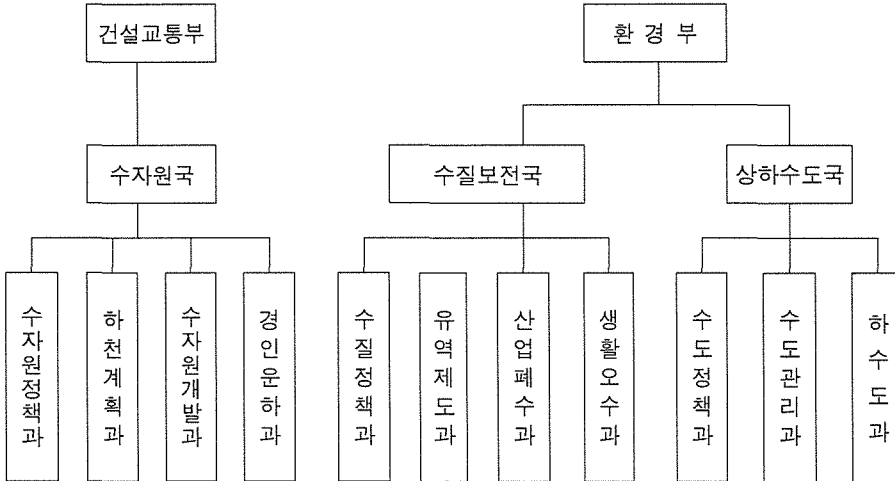 건설교통부
환 경 부
수자원국
수질보전국
상하수도국
수자원정책과
하천계획과
수자원개발과
경인운하과
수질정책과
유역제도과
산업폐수과
생활오수과
수도정책과
수도관리과
하수도과